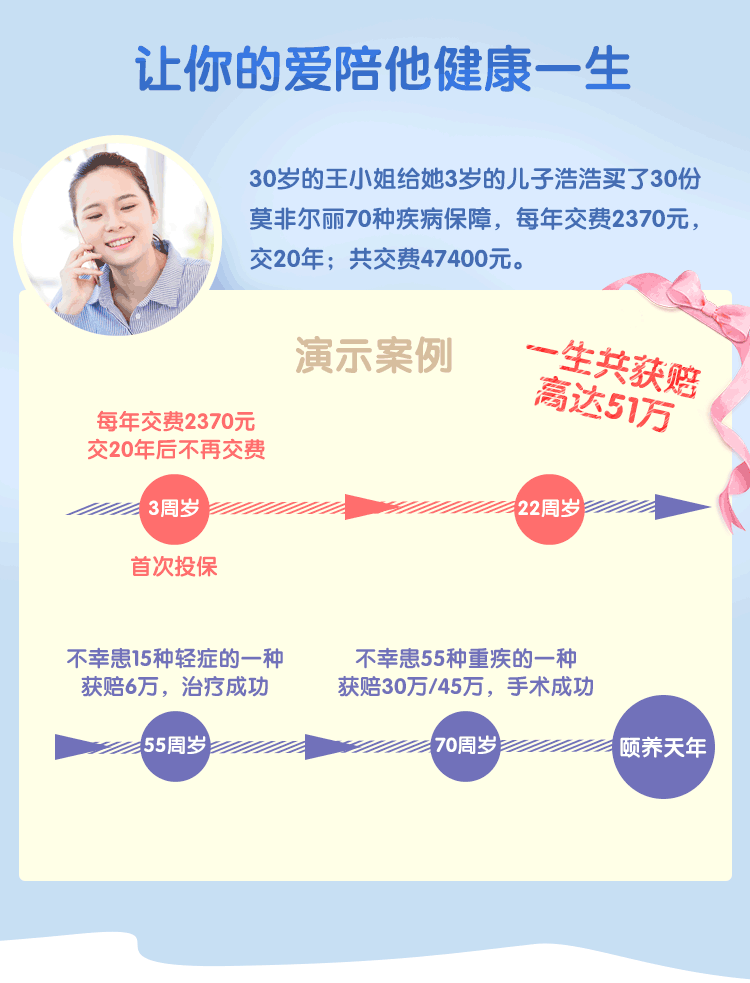 让你的爱陪他健康一生
30岁的王小姐给她3岁的儿子浩浩买了30份
莫非尔丽70种疾病保障，每年交费2370元，
交20年；共交费47400元。
演示案例
一生共获赔
高达51万
每年交费2370元
交20年后不再交费
3周岁
22周岁
首次投保
不幸患15种轻症的一种
获赔6万，治疗成功
不幸患55种重疾的一种
获赔30万/45万，手术成功
55周岁
70周岁
颐养天年